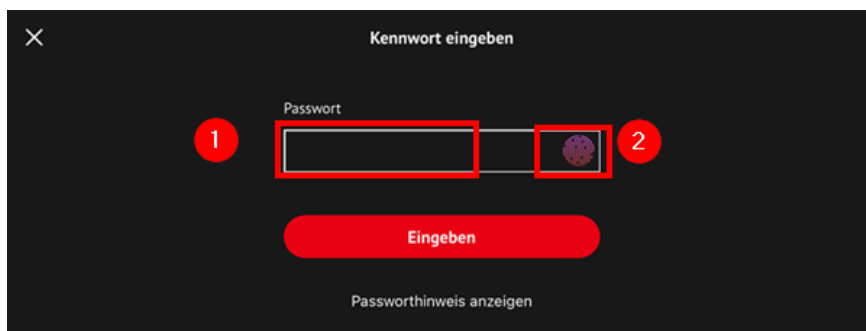 Kennwort eingeben
Passwort
1
2
Eingeben
Passworthinweis anzeigen